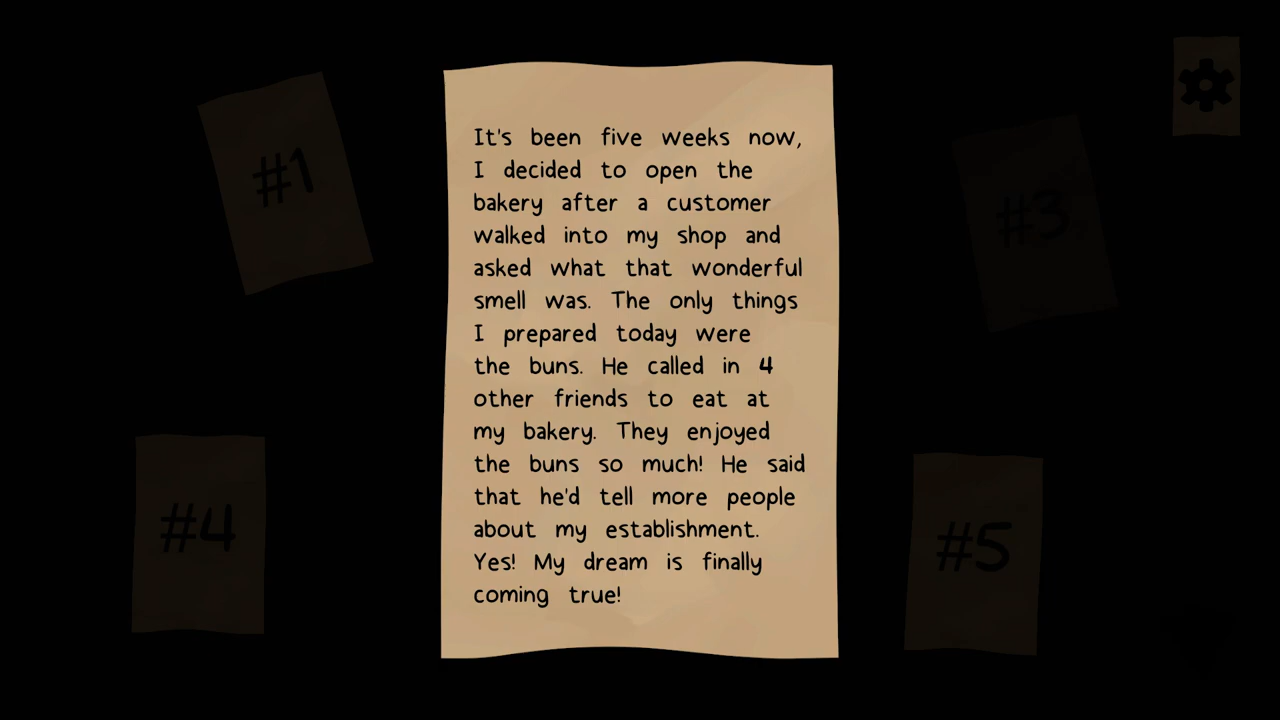 #1
#3
It's been five weeks now,
I decided to open the
bakery after a customer
walked into my shop and
asked what that wonderful
smell was. The only things
I prepared today were
the buns. He called in 4
other friends to eat at
my bakery. They enjoyed
the buns so much! He said
that he'd tell more people
about my establishment.
Yes! My dream is finally
coming true!
#4
#5